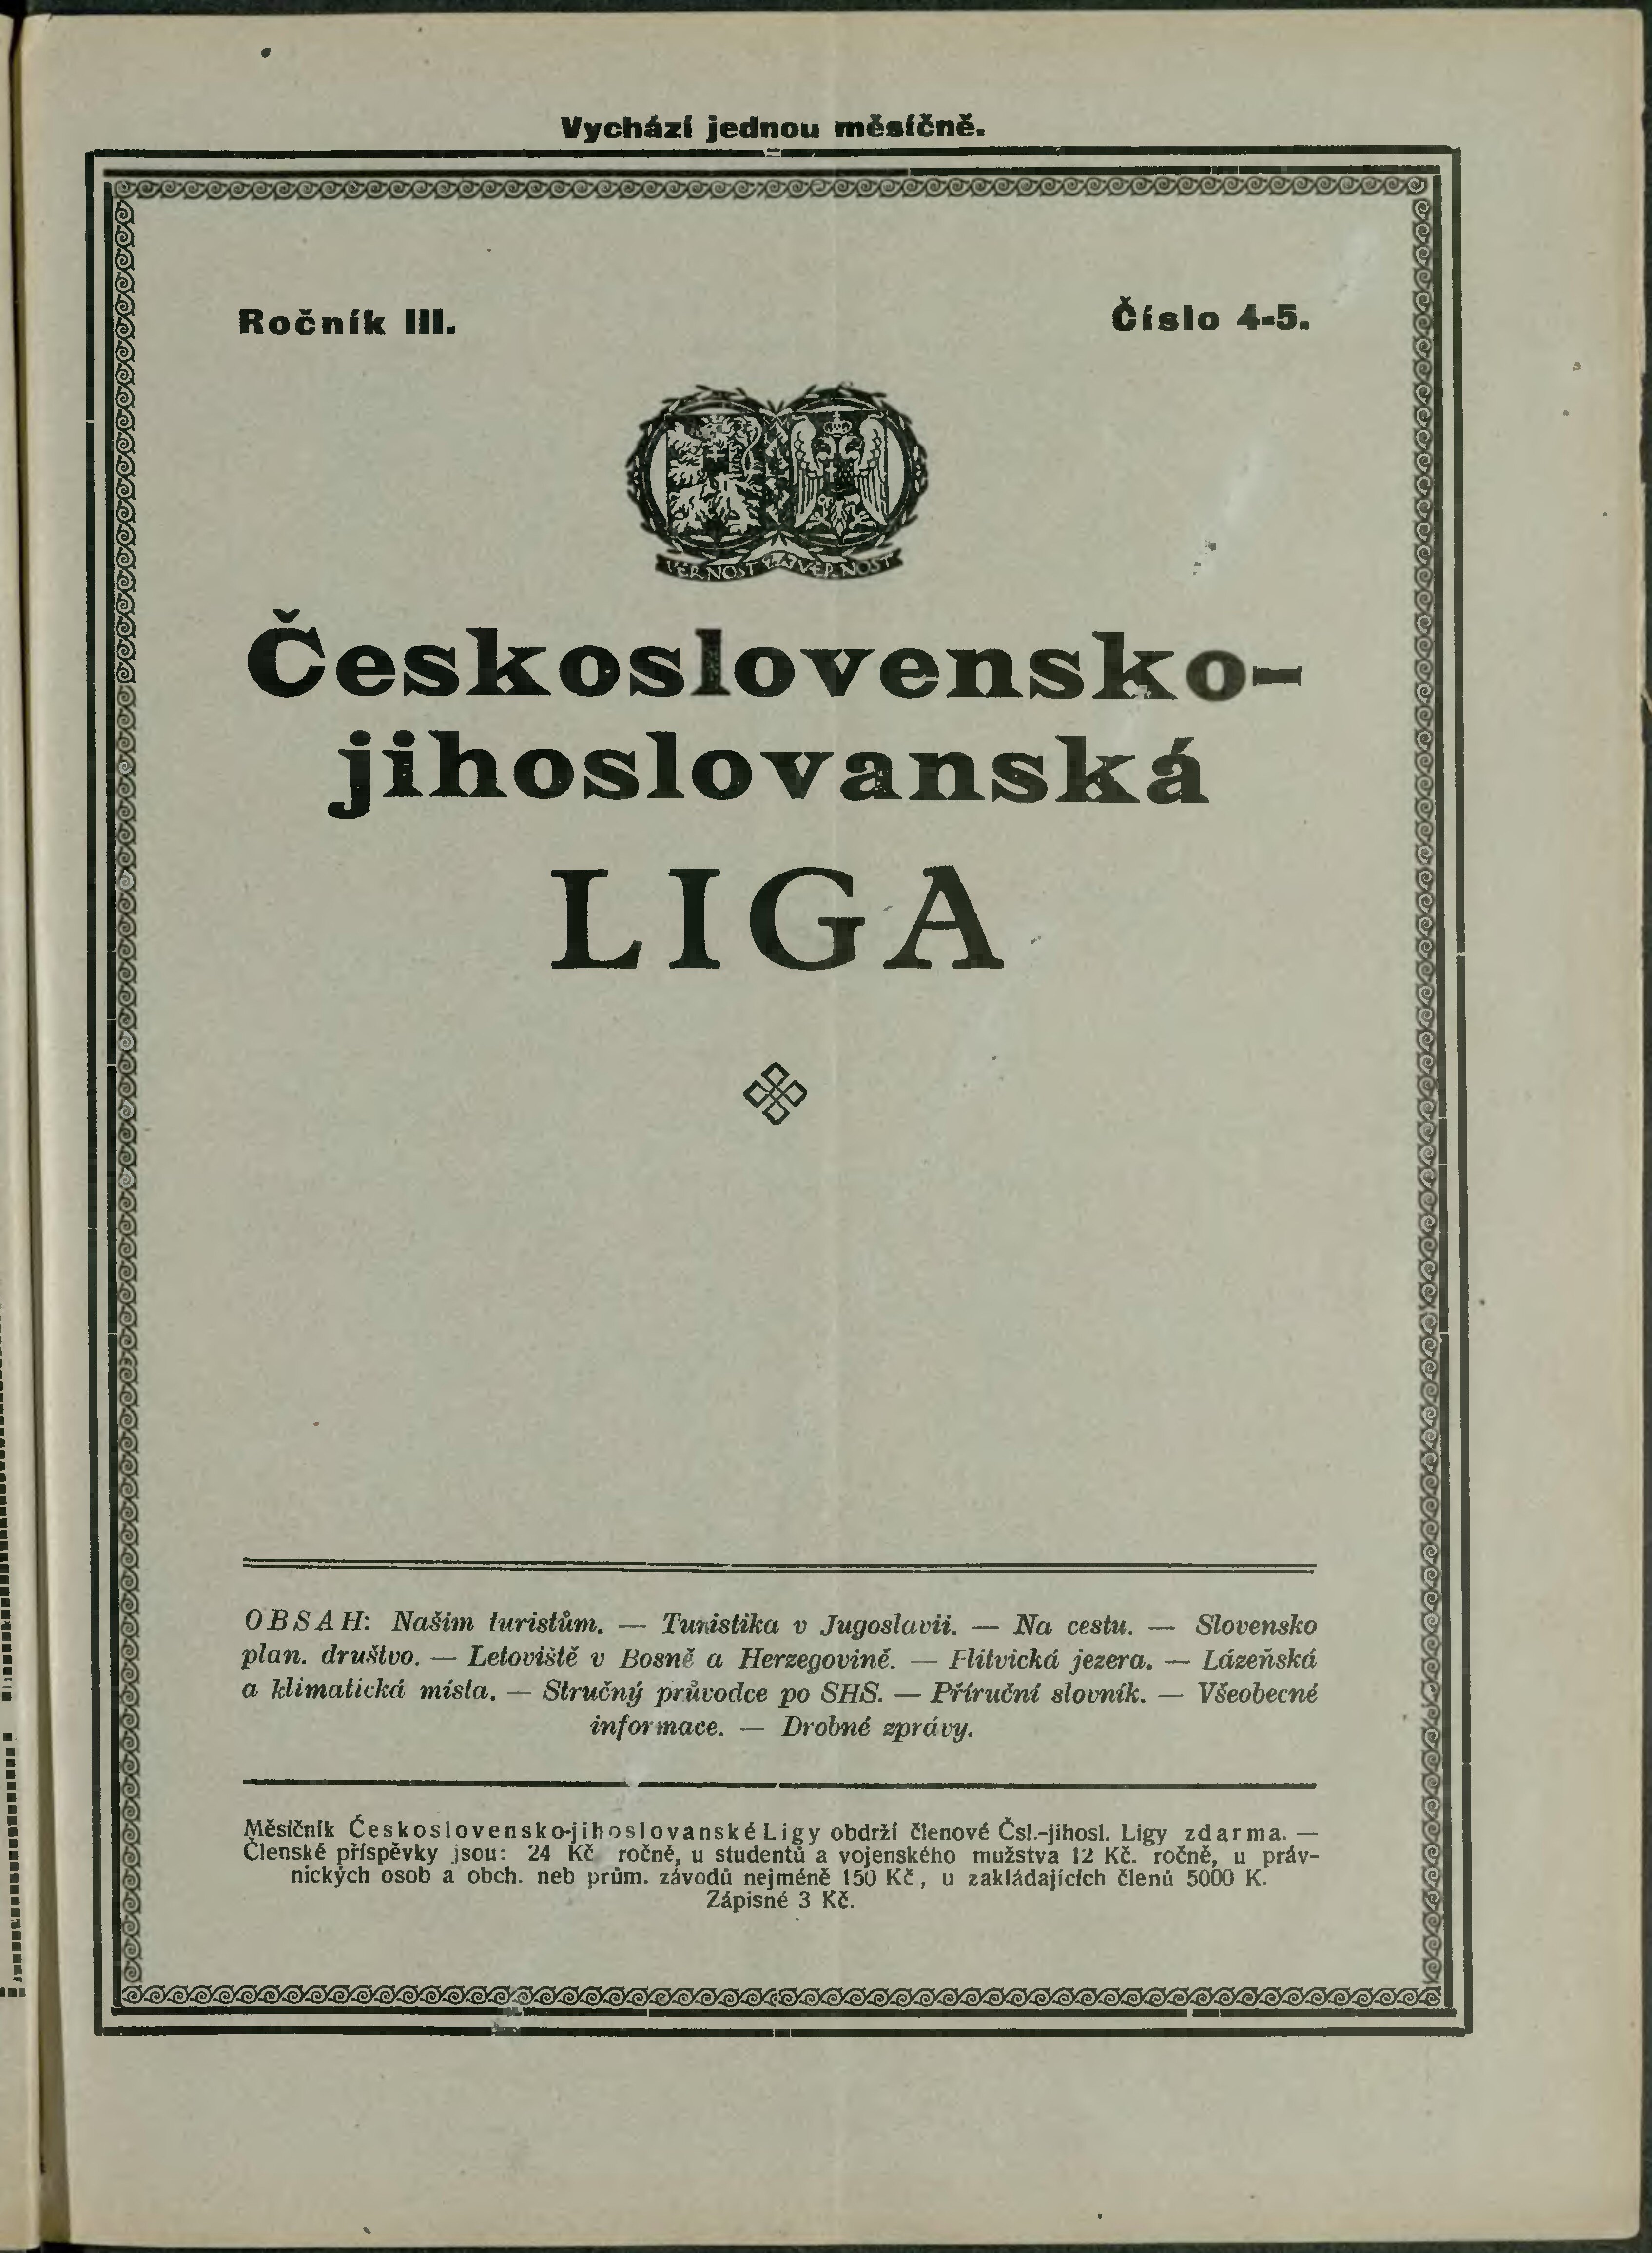 Vychází jednou měsíčně.
Ročník III.
Číslo 4-5.
VĚRNOST ZA VĚRNOST
Československo-
jihoslovanská
LIGA
OBSAH: Našim turistům. — Turistika v Jugoslavii. — Na cestu. — Slovensko
plan. društvo. — Letoviště v Bosně a Herzegovině. — Plitvická jezera. — Lázeňská
a klimatická místa. — Stručný průvodce po SHS. — Příruční slovník. — Všeobecné
informace. — Drobné zprávy.
Měsíčník Československo-jihoslovanské Ligy obdrží členové Čsl.-jihosl. Ligy zdarma. —
Členské příspěvky jsou: 24 Kč ročně, u studentů a vojenského mužstva 12 Kč. ročně, u práv-
nických osob a obch. neb prům. závodů nejméně 150 Kč, u zakládajících členů 5000 K.
Zápisné 3 Kč.